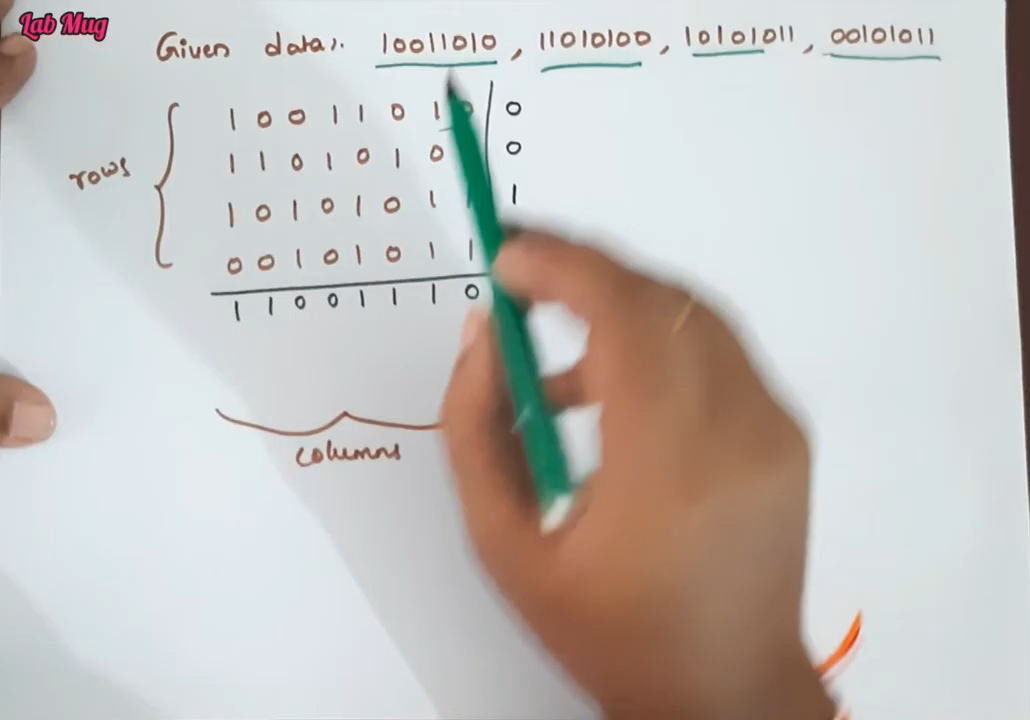 Lab Mug
Given data:- 10011010 , 11010100 , 10101011 , 00101011
1 0 0 1 1 0 1 0 0
rows 1 1 0 1 0 1 0 0
1 0 1 0 1 0 1 1
0 0 1 0 1 0 1 1
1 1 0 0 1 1 1 0
columns